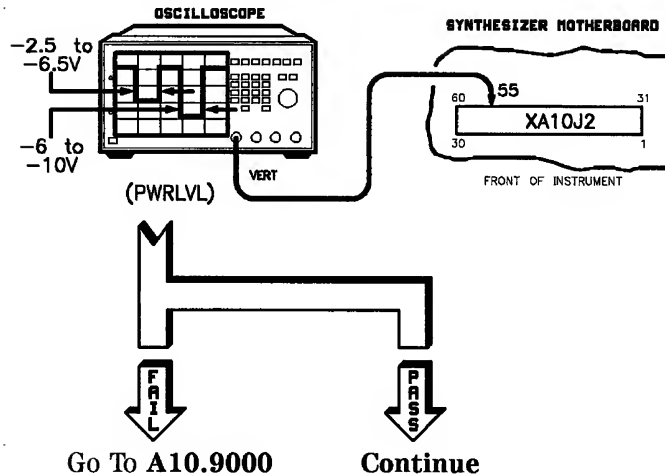 OSCILLOSCOPE
SYNTHESIZER MOTHERBOARD
-2.5 to
-6.5V
-6 to
-10V
VERT
(PWRLVL)
55
60
31
XA10J2
30
1
FRONT OF INSTRUMENT
FAIL
PASS
Go To A10.9000
Continue